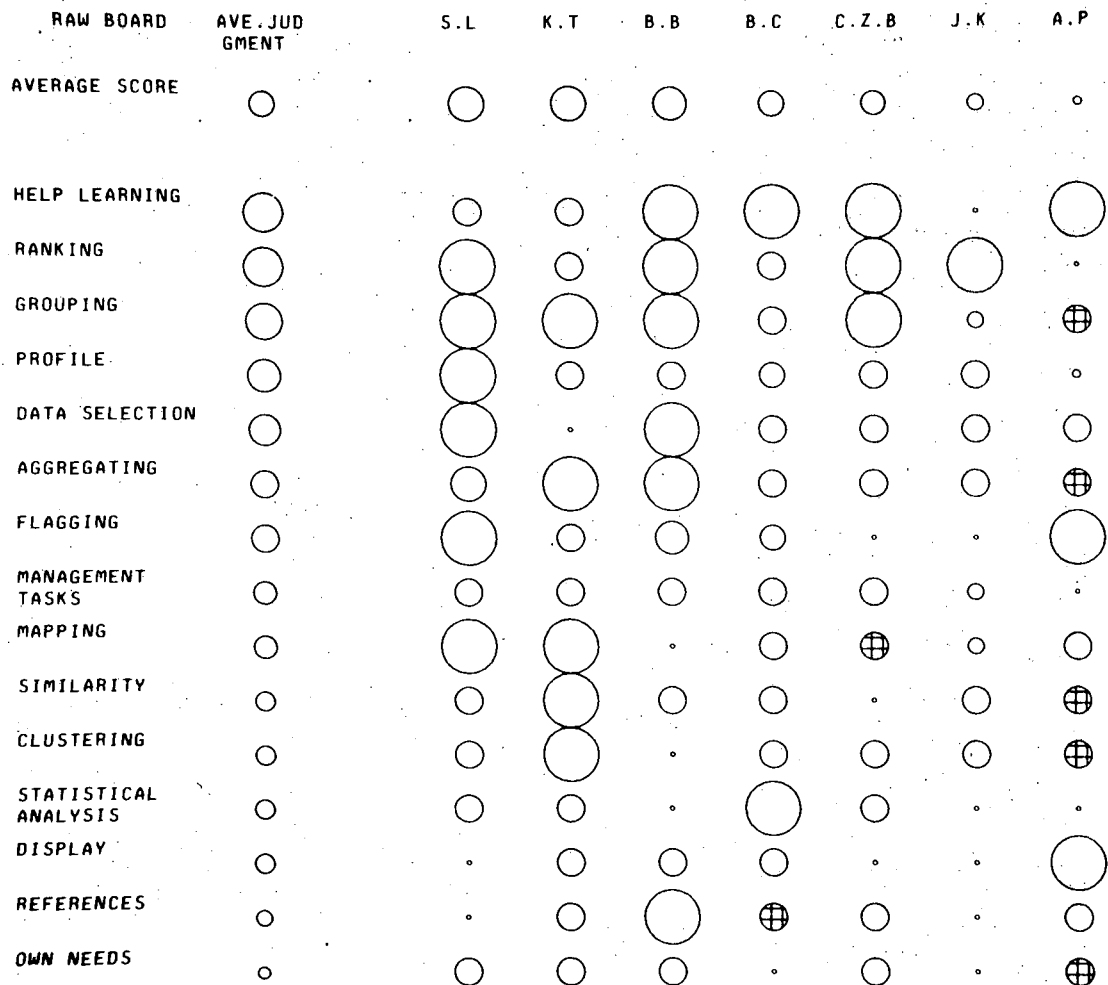 RAW BOARD AVE.JUD S.L K.T B.B B.C C.Z.B J.K A.P
GMENT
AVERAGE SCORE
HELP LEARNING
RANKING
GROUPING
PROFILE
DATA SELECTION
AGGREGATING
FLAGGING
MANAGEMENT
TASKS
MAPPING
SIMILARITY
CLUSTERING
STATISTICAL
ANALYSIS
DISPLAY
REFERENCES
OWN NEEDS